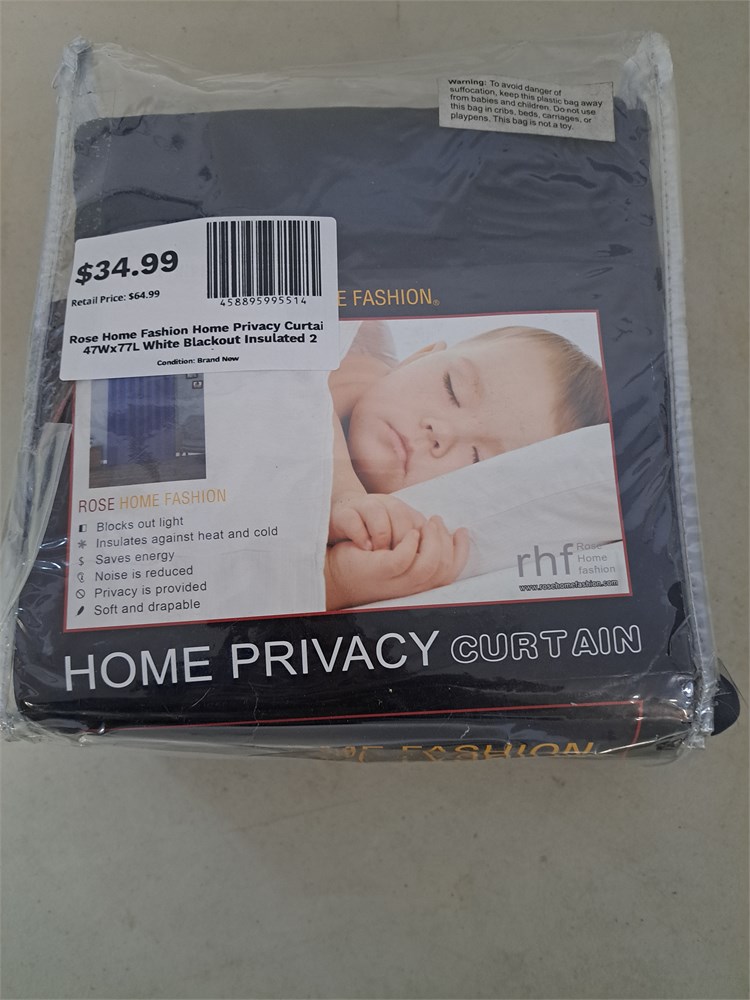 Warning: To avoid danger of
suffocation, keep this plastic bag away
from babies and children. Do not use
this bag in cribs, beds, carriages, or
playpens. This bag is not a toy.
$34.99
Retail Price: $64.99
458895995514
Rose Home Fashion Home Privacy Curtai
47Wx77L White Blackout Insulated 2
Condition: Brand New
E FASHION®
ROSE HOME FASHION
Blocks out light
Insulates against heat and cold
Saves energy
Noise is reduced
Privacy is provided
Soft and drapable
rhf Rose
Home
fashion
www.rosehomefashion.com
HOME PRIVACY CURTAIN
FASHION